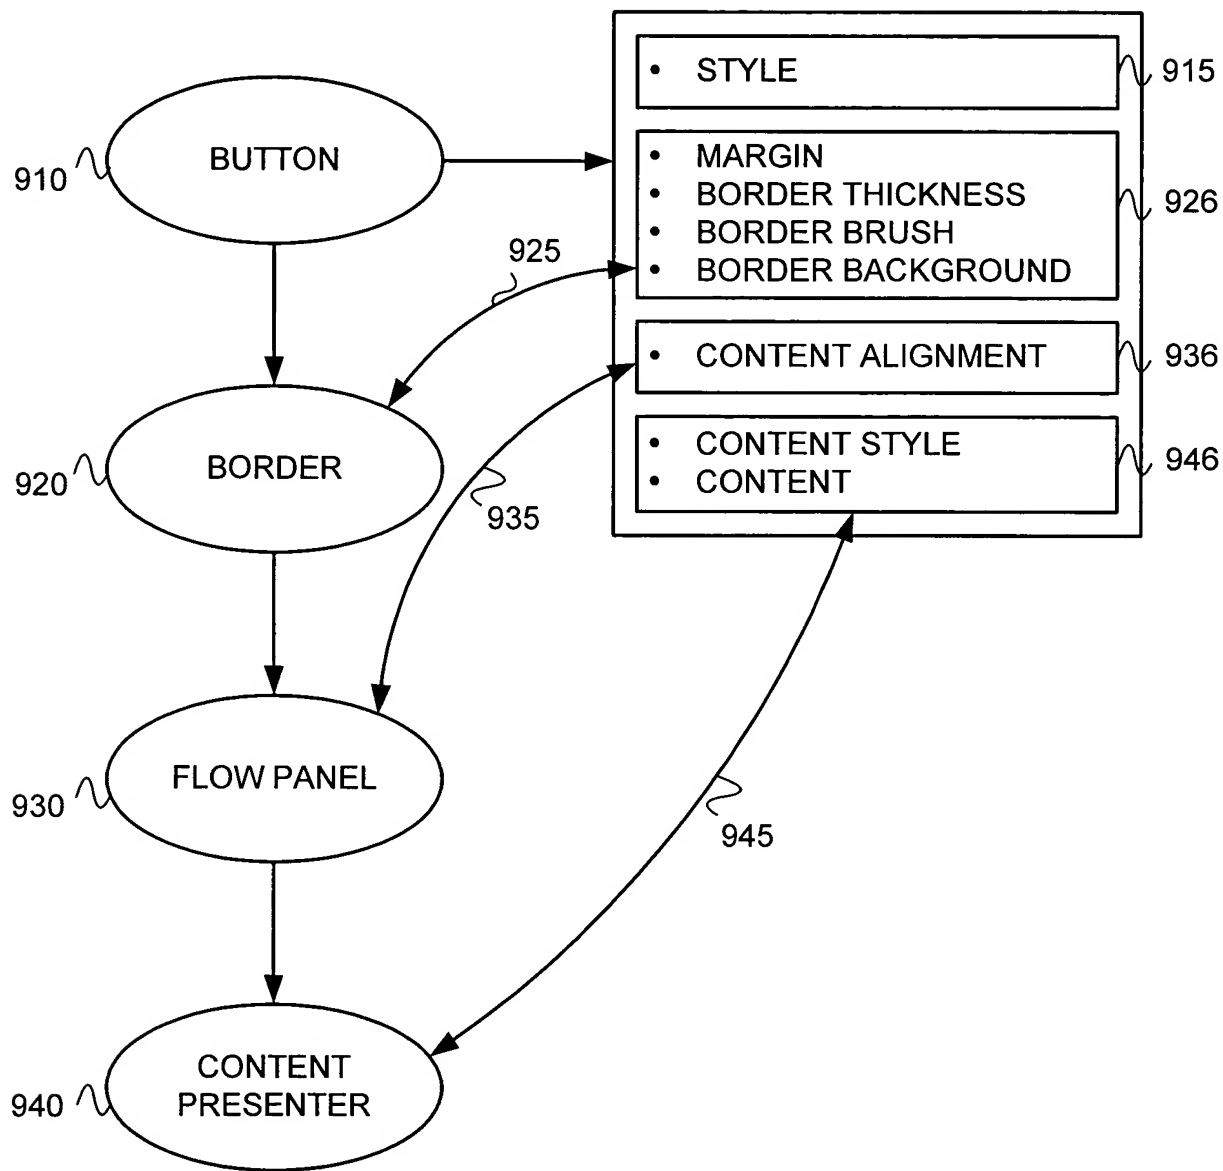 • STYLE
915
BUTTON
910
• MARGIN
• BORDER THICKNESS
• BORDER BRUSH
• BORDER BACKGROUND
926
925
• CONTENT ALIGNMENT
936
BORDER
920
• CONTENT STYLE
• CONTENT
946
935
FLOW PANEL
930
945
CONTENT
PRESENTER
940